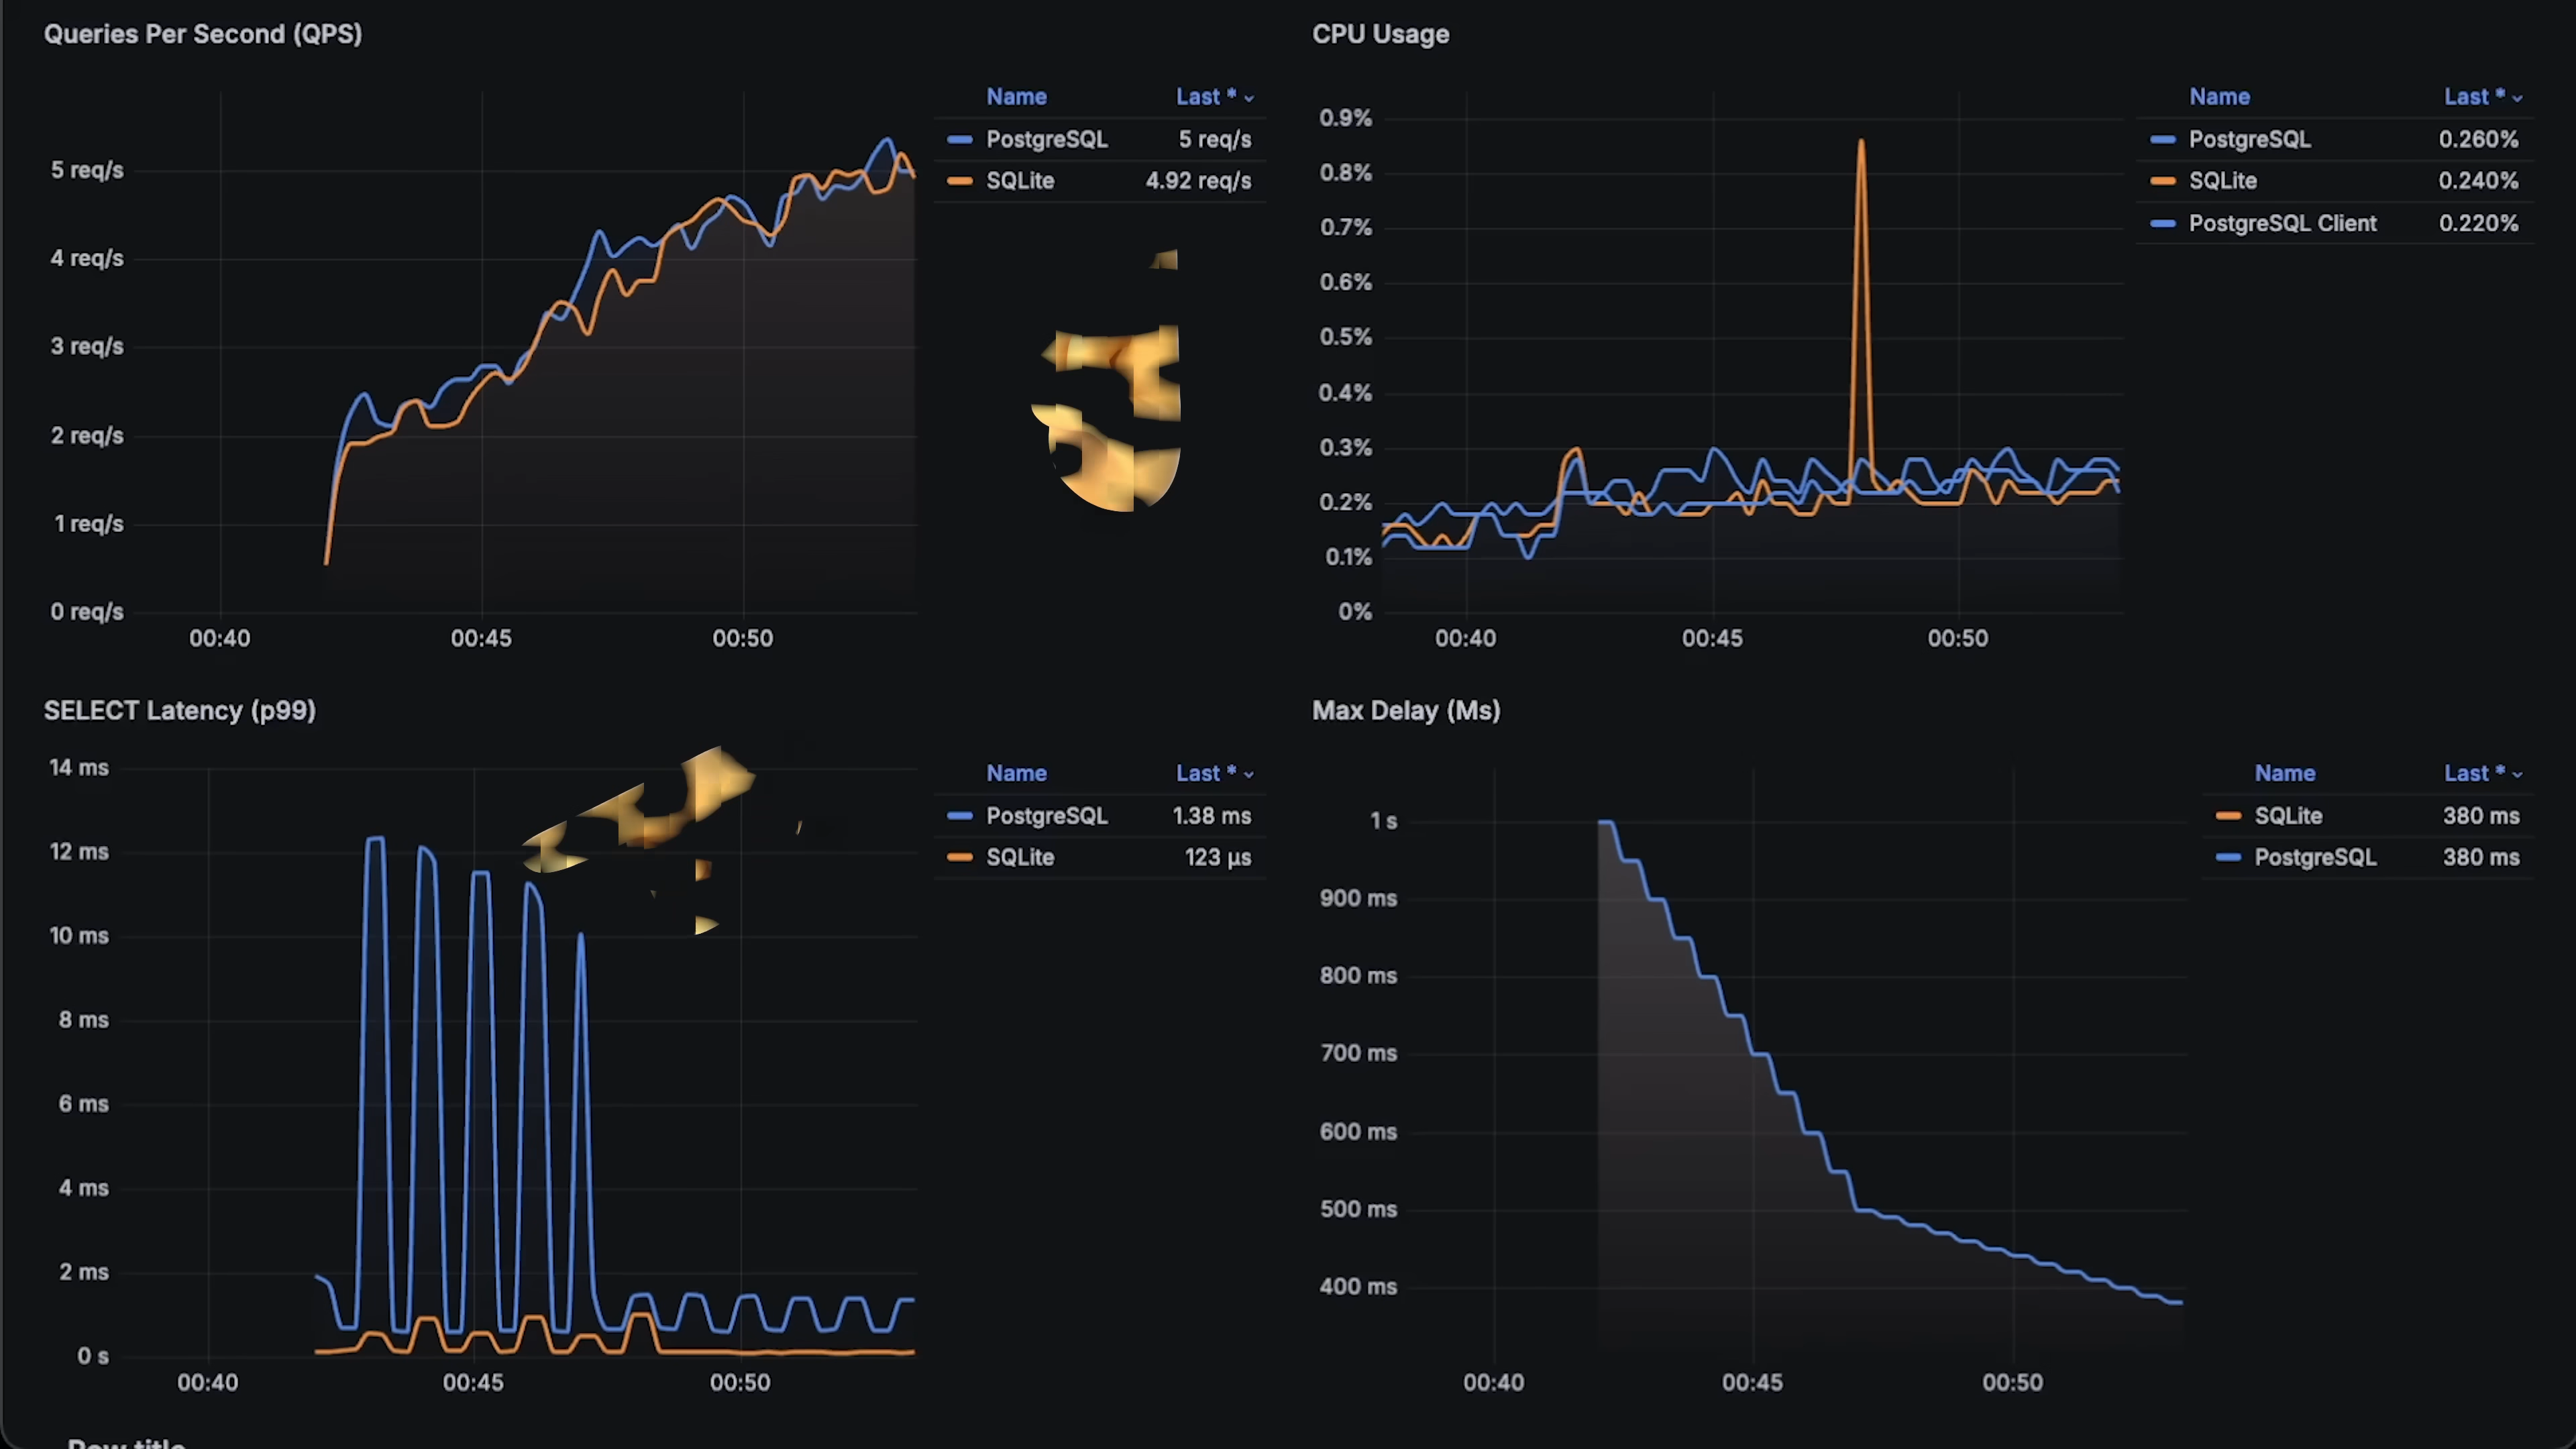 Queries Per Second (QPS)
Name Last *
PostgreSQL 5 req/s
SQLite 4.92 req/s
5 req/s
4 req/s
3 req/s
2 req/s
1 req/s
0 req/s
00:40 00:45 00:50
CPU Usage
Name Last *
PostgreSQL 0.260%
SQLite 0.240%
PostgreSQL Client 0.220%
0.9%
0.8%
0.7%
0.6%
0.5%
0.4%
0.3%
0.2%
0.1%
0%
00:40 00:45 00:50
SELECT Latency (p99)
Name Last *
PostgreSQL 1.38 ms
SQLite 123 µs
14 ms
12 ms
10 ms
8 ms
6 ms
4 ms
2 ms
0 s
00:40 00:45 00:50
Max Delay (Ms)
Name Last *
SQLite 380 ms
PostgreSQL 380 ms
1 s
900 ms
800 ms
700 ms
600 ms
500 ms
400 ms
00:40 00:45 00:50
Row title